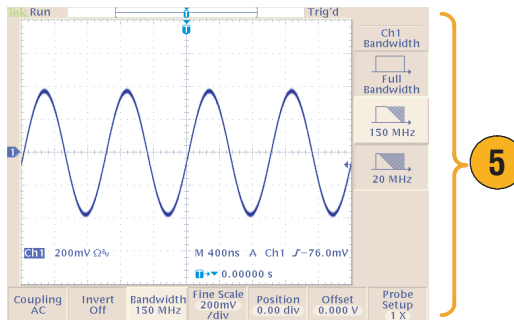 Tek Run Trig'd
T
T
Ch1
Bandwidth
Full
Bandwidth
150 MHz
20 MHz
1
5
Ch1 200mV Ω M 400ns A Ch1 -76.0mV
T 0.00000 s
Coupling
AC
Invert
Off
Bandwidth
150 MHz
Fine Scale
200mV
/div
Position
0.00 div
Offset
0.000 V
Probe
Setup
1 X